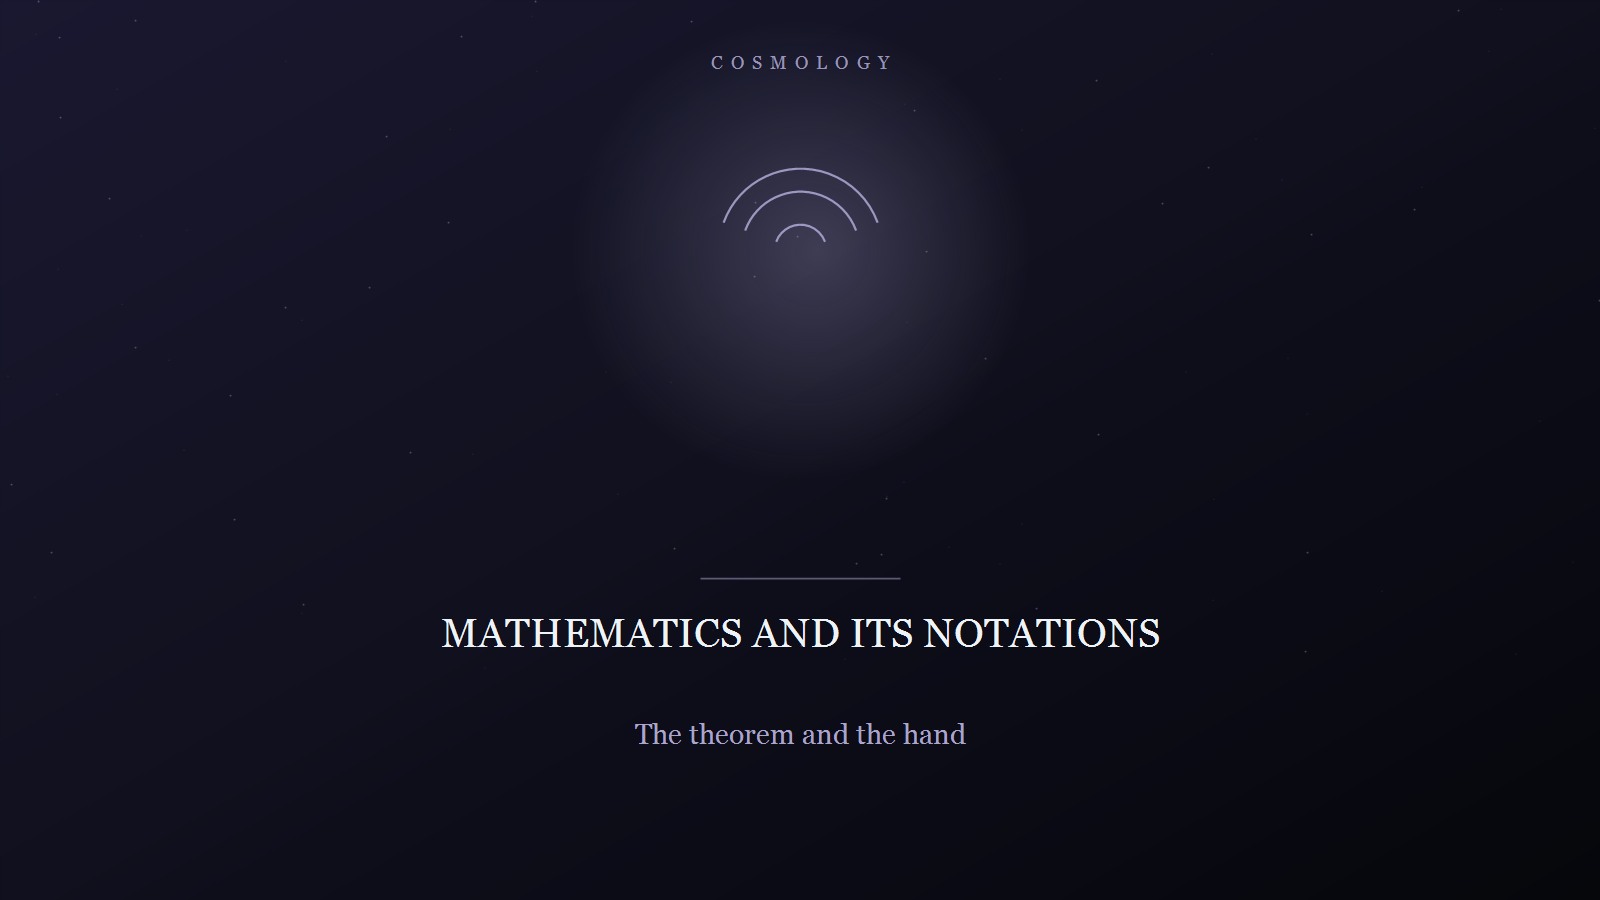 COSMOLOGY
MATHEMATICS AND ITS NOTATIONS
The theorem and the hand